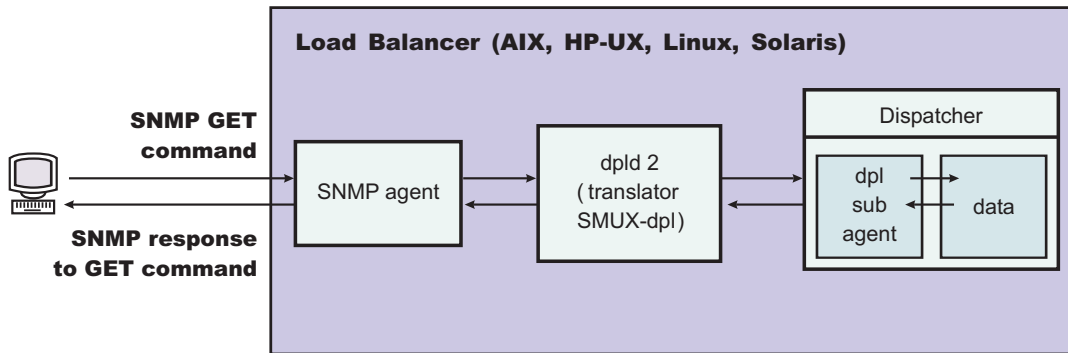 Load Balancer (AIX, HP-UX, Linux, Solaris)
SNMP GET
command
SNMP response
to GET command
SNMP agent
dpld 2
( translator
SMUX-dpl)
Dispatcher
dpl
sub
agent
data